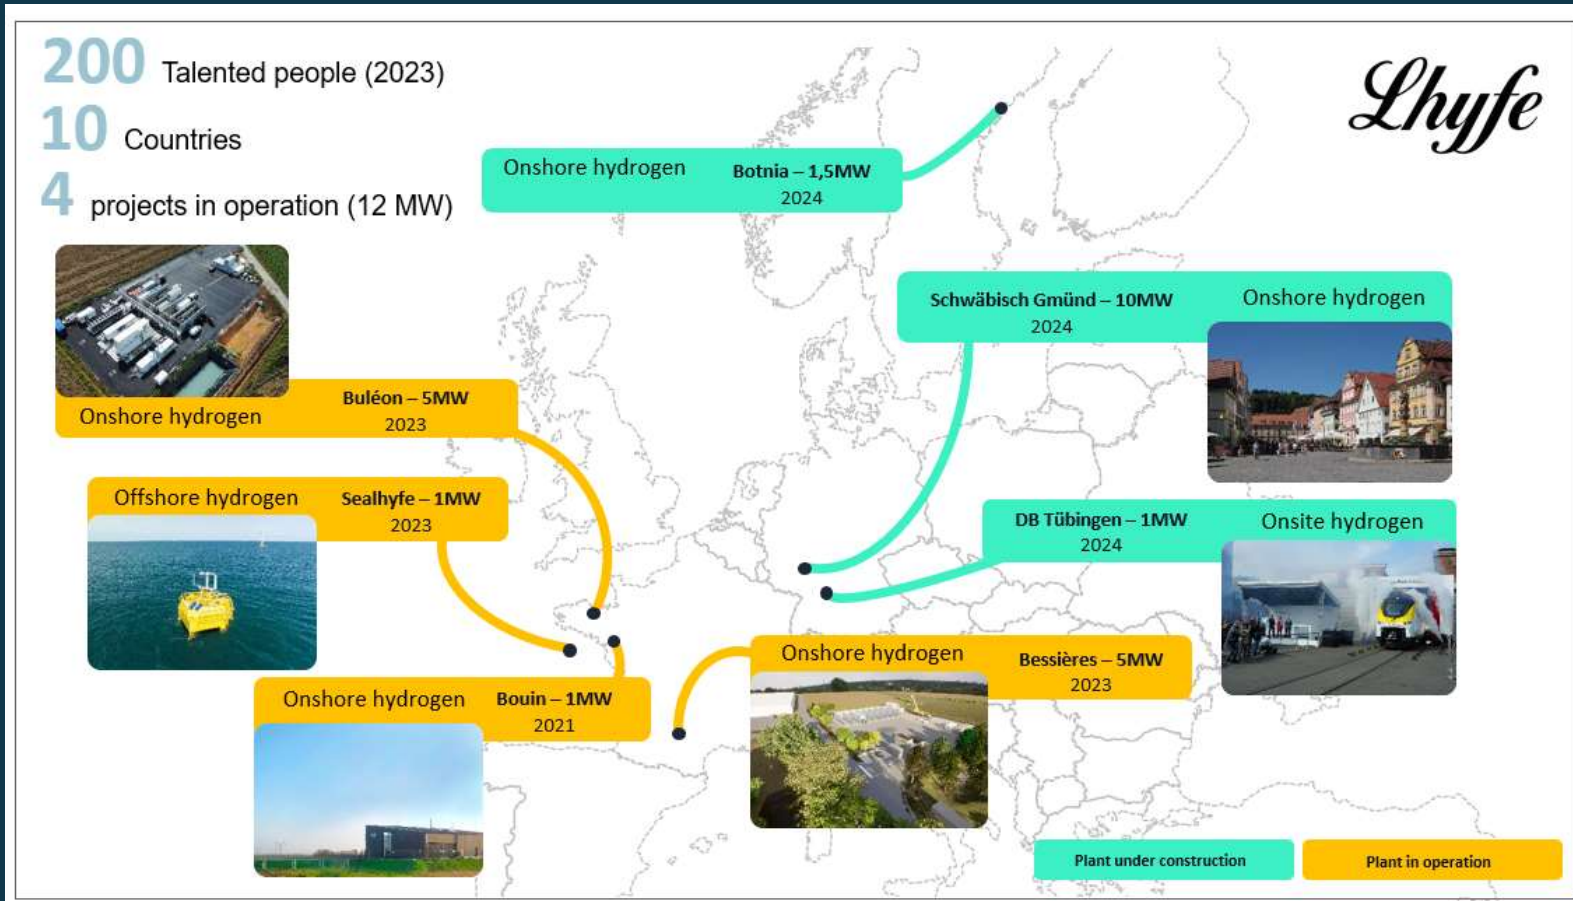 200 Talented people (2023)
10 Countries
4 projects in operation (12 MW)
Lhyfe
Onshore hydrogen
Botnia – 1,5MW
2024
Schwäbisch Gmünd – 10MW
2024
Onshore hydrogen
Onshore hydrogen
Buléon – 5MW
2023
Offshore hydrogen
Sealhyfe – 1MW
2023
DB Tübingen – 1MW
2024
Onsite hydrogen
Onshore hydrogen
Bessières – 5MW
2023
Onshore hydrogen
Bouin – 1MW
2021
Plant under construction
Plant in operation